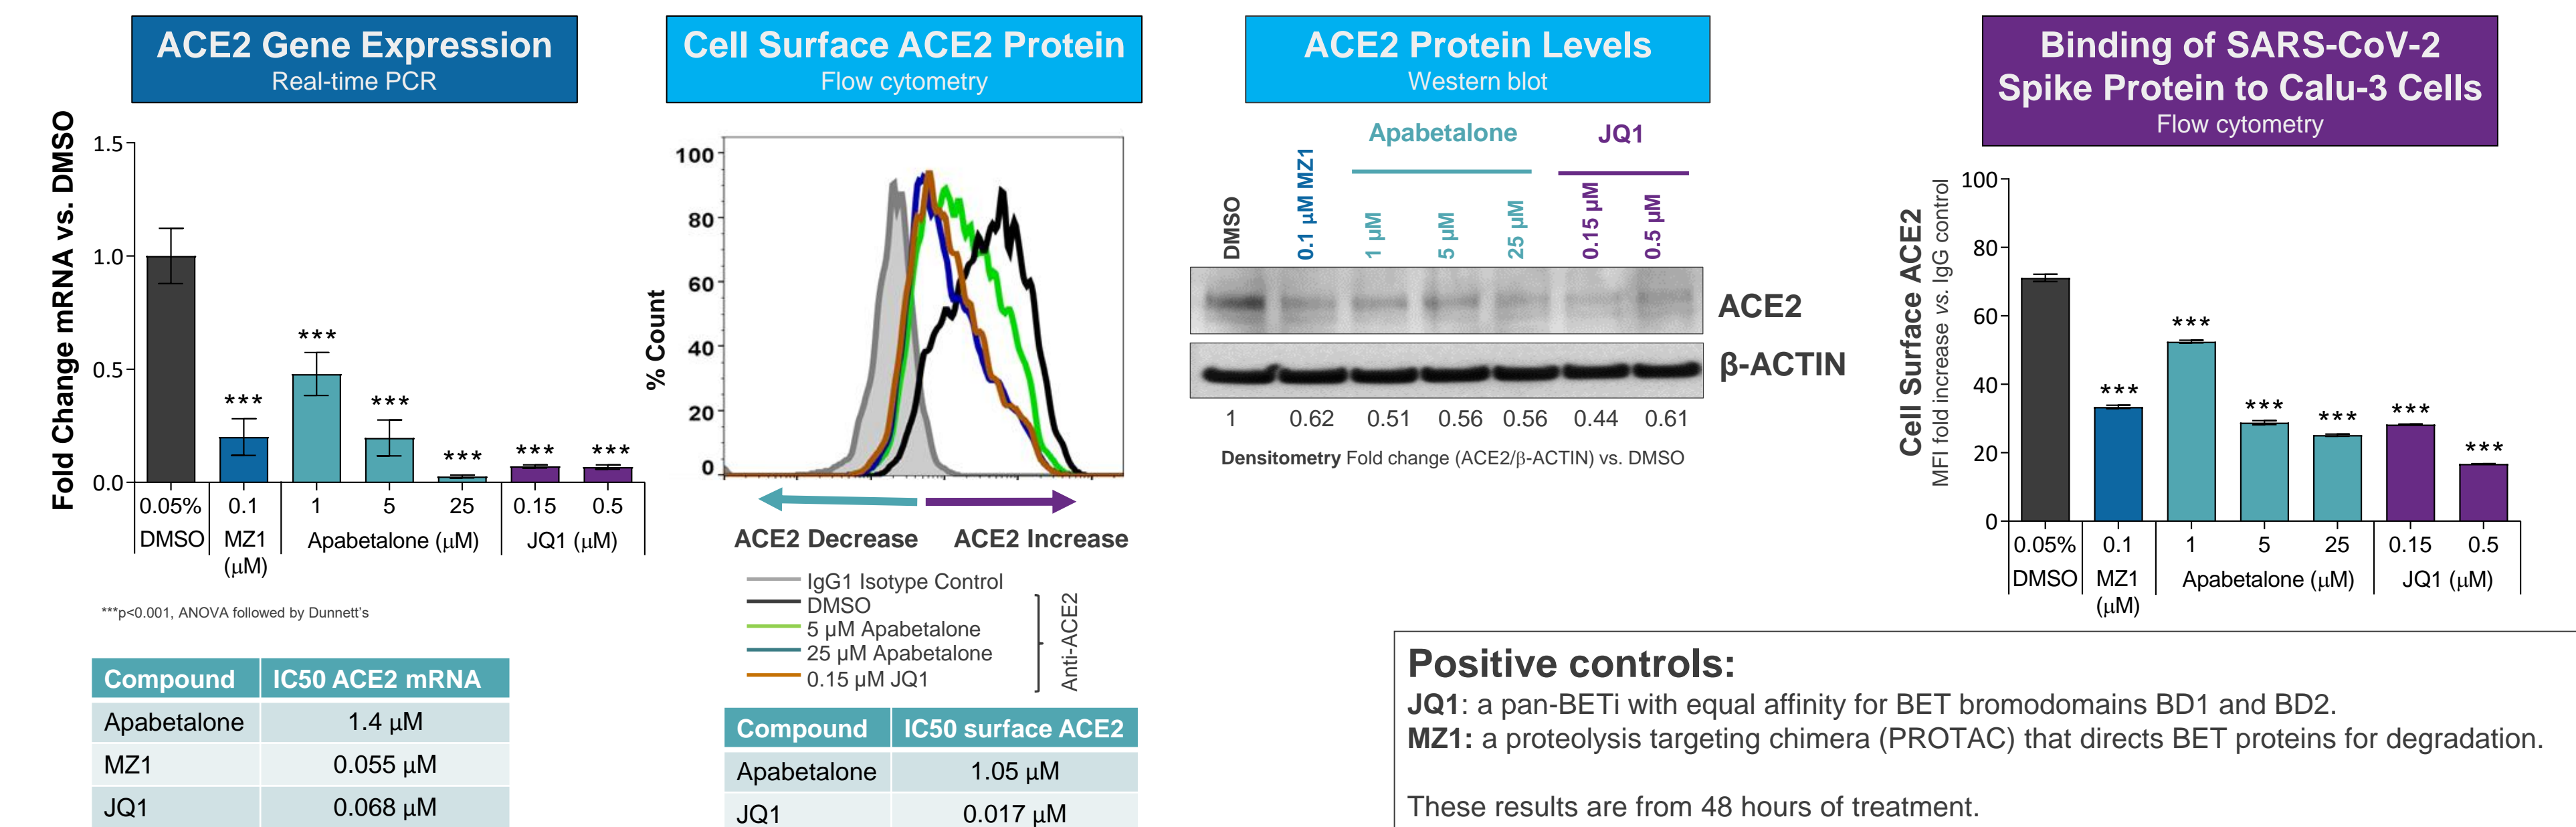 ACE2 Gene Expression
Real-time PCR
Fold Change mRNA vs. DMSO
1.5
1.0
0.5
0.0
***
***
***
***
***
***
0.05% 0.1 1 5 25 0.15 0.5
DMSO MZ1 Apabetalone (µM) JQ1 (µM)
(µM)
***p<0.001, ANOVA followed by Dunnett's
Compound IC50 ACE2 mRNA
Apabetalone 1.4 µM
MZ1 0.055 µM
JQ1 0.068 µM
Cell Surface ACE2 Protein
Flow cytometry
% Count
100
80
60
40
20
0
ACE2 Decrease ACE2 Increase
IgG1 Isotype Control
DMSO
5 µM Apabetalone
25 µM Apabetalone
0.15 µM JQ1
Anti-ACE2
Compound IC50 surface ACE2
Apabetalone 1.05 µM
JQ1 0.017 µM
ACE2 Protein Levels
Western blot
Apabetalone JQ1
DMSO 0.1 µM MZ1 1 µM 5 µM 25 µM 0.15 µM 0.5 µM
ACE2
β-ACTIN
1 0.62 0.51 0.56 0.56 0.44 0.61
Densitometry Fold change (ACE2/β-ACTIN) vs. DMSO
Binding of SARS-CoV-2
Spike Protein to Calu-3 Cells
Flow cytometry
Cell Surface ACE2
MFI fold increase vs. IgG control
100
80
60
40
20
0
***
***
***
***
***
***
0.05% 0.1 1 5 25 0.15 0.5
DMSO MZ1 Apabetalone (µM) JQ1 (µM)
(µM)
Positive controls:
JQ1: a pan-BETi with equal affinity for BET bromodomains BD1 and BD2.
MZ1: a proteolysis targeting chimera (PROTAC) that directs BET proteins for degradation.
These results are from 48 hours of treatment.